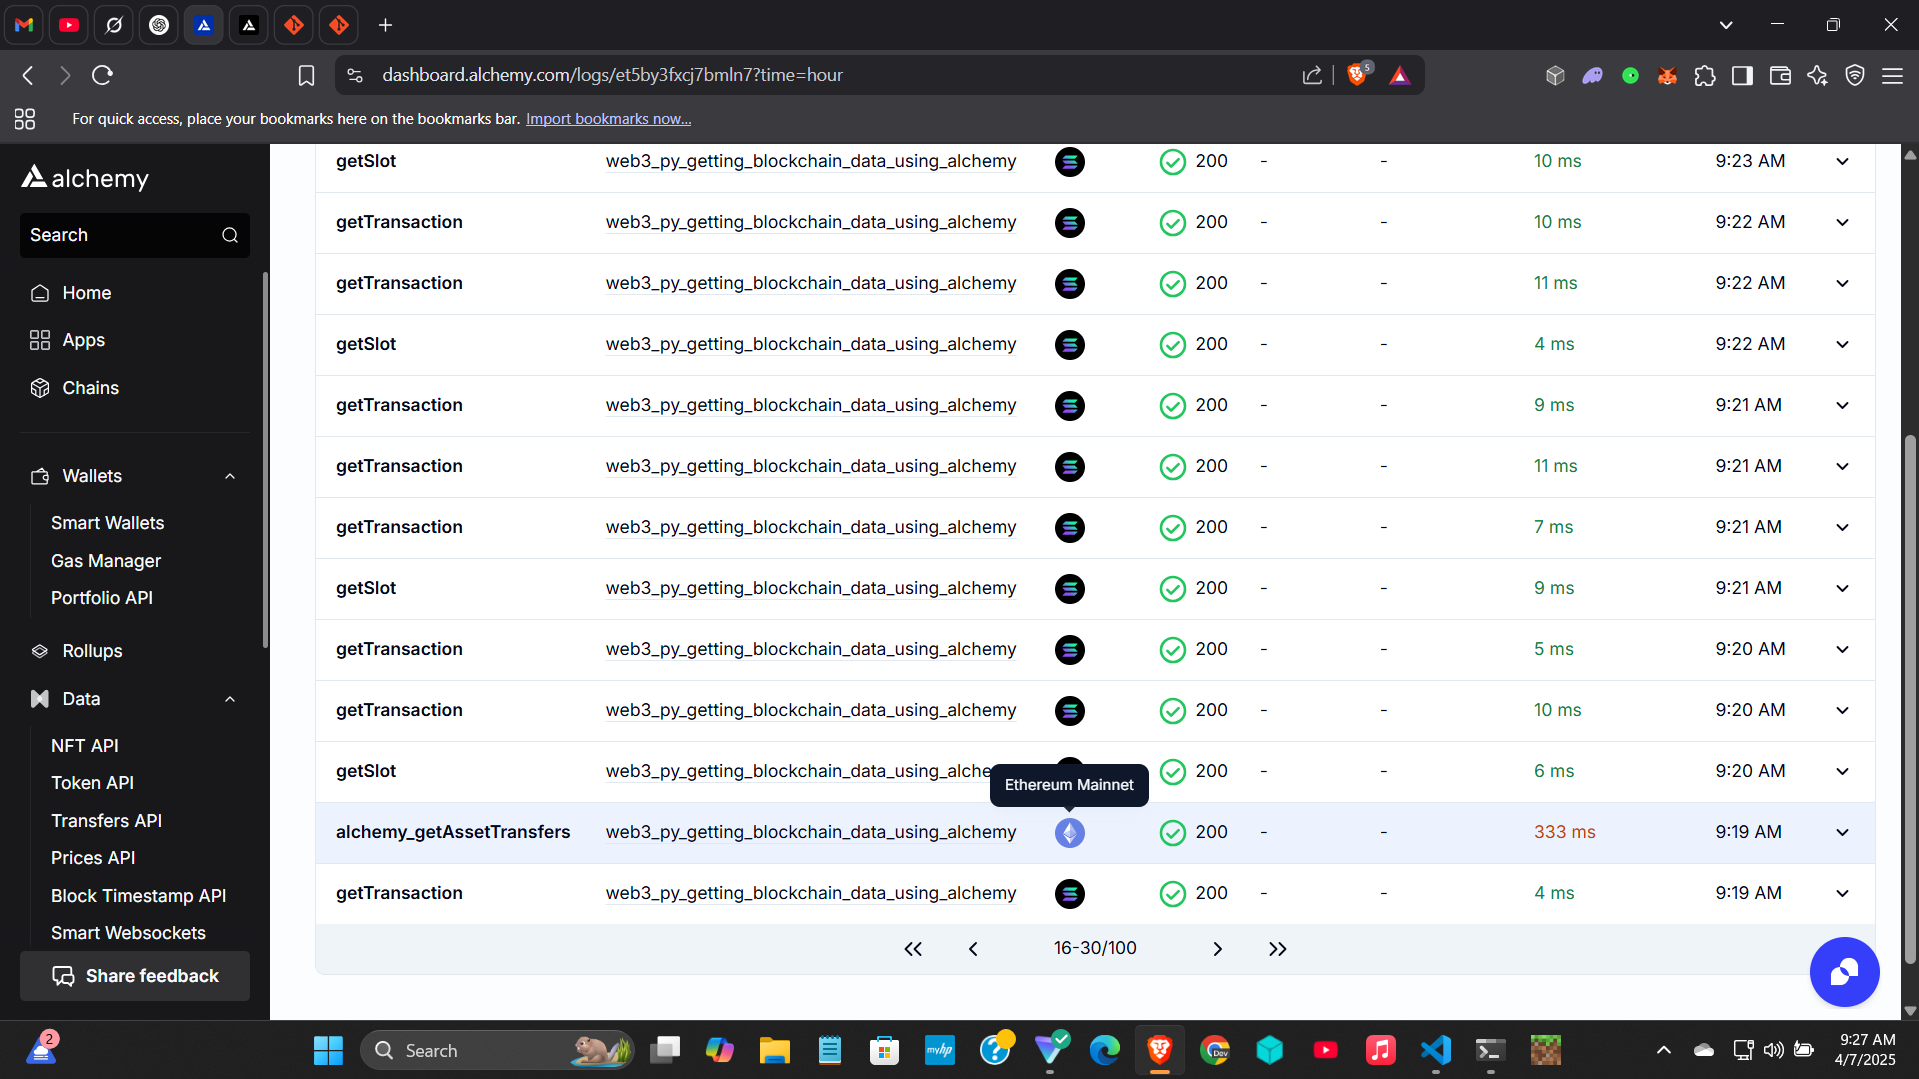 dashboard.alchemy.com/logs/et5by3fxcj7bmln7?time=hour
5
For quick access, place your bookmarks here on the bookmarks bar. Import bookmarks now...
alchemy
Search
Home
Apps
Chains
Wallets
Smart Wallets
Gas Manager
Portfolio API
Rollups
Data
NFT API
Token API
Transfers API
Prices API
Block Timestamp API
Smart Websockets
Share feedback
getSlot web3_py_getting_blockchain_data_using_alchemy 200 - - 10 ms 9:23 AM
getTransaction web3_py_getting_blockchain_data_using_alchemy 200 - - 10 ms 9:22 AM
getTransaction web3_py_getting_blockchain_data_using_alchemy 200 - - 11 ms 9:22 AM
getSlot web3_py_getting_blockchain_data_using_alchemy 200 - - 4 ms 9:22 AM
getTransaction web3_py_getting_blockchain_data_using_alchemy 200 - - 9 ms 9:21 AM
getTransaction web3_py_getting_blockchain_data_using_alchemy 200 - - 11 ms 9:21 AM
getTransaction web3_py_getting_blockchain_data_using_alchemy 200 - - 7 ms 9:21 AM
getSlot web3_py_getting_blockchain_data_using_alchemy 200 - - 9 ms 9:21 AM
getTransaction web3_py_getting_blockchain_data_using_alchemy 200 - - 5 ms 9:20 AM
getTransaction web3_py_getting_blockchain_data_using_alchemy 200 - - 10 ms 9:20 AM
getSlot web3_py_getting_blockchain_data_using_alche 200 - - 6 ms 9:20 AM
Ethereum Mainnet
alchemy_getAssetTransfers web3_py_getting_blockchain_data_using_alchemy 200 - - 333 ms 9:19 AM
getTransaction web3_py_getting_blockchain_data_using_alchemy 200 - - 4 ms 9:19 AM
16-30/100
2
Search
myhp
Dev
9:27 AM
4/7/2025